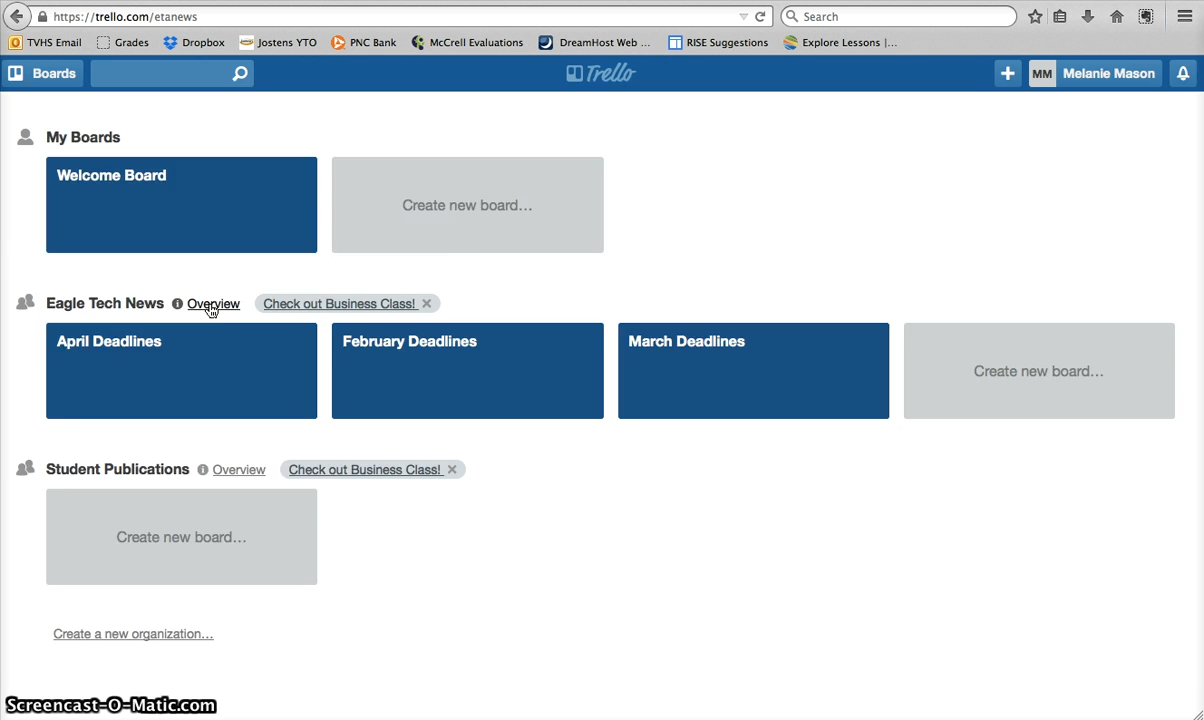 https://trello.com/etanews
Search
TVHS Email
Grades
Dropbox
Jostens YTO
PNC Bank
McCrell Evaluations
DreamHost Web ...
RISE Suggestions
Explore Lessons |...
Boards
Trello
MM
Melanie Mason
My Boards
Welcome Board
Create new board...
Eagle Tech News
Overview
Check out Business Class!
April Deadlines
February Deadlines
March Deadlines
Create new board...
Student Publications
Overview
Check out Business Class!
Create new board...
Create a new organization...
Screencast-O-Matic.com